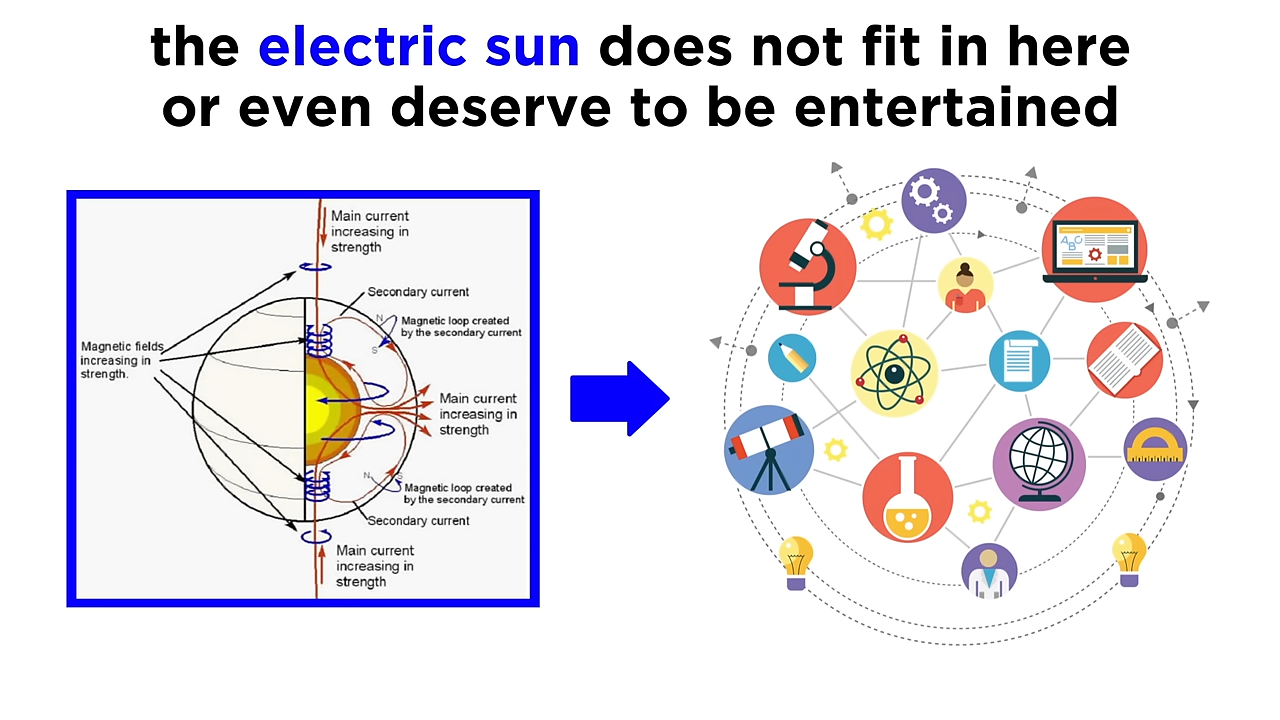 the electric sun does not fit in here
or even deserve to be entertained
Main current
increasing in
strength
Secondary current
N
Magnetic loop created
by the secondary current
S
Magnetic fields
increasing in
strength.
Main current
increasing in
strength
N
S
Magnetic loop created
by the secondary current
Secondary current
Main current
increasing in
strength
ABC